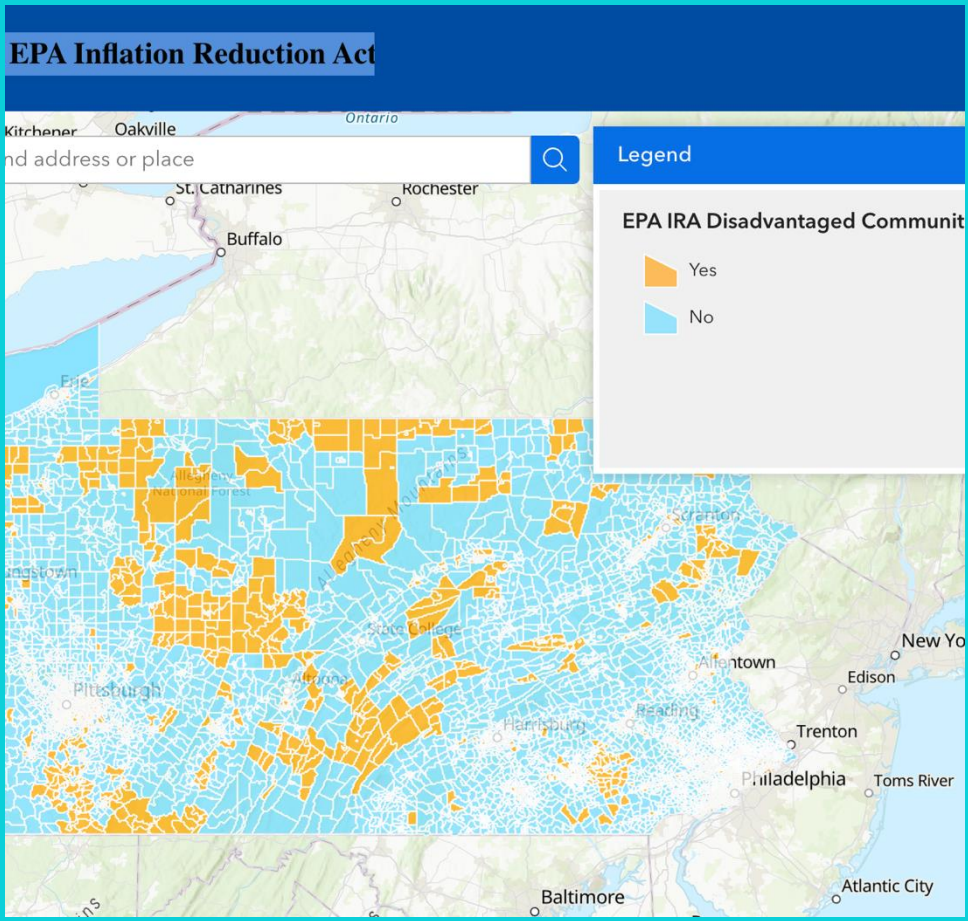 EPA Inflation Reduction Act
Ontario
Kitchener
Oakville
nd address or place
Legend
St. Catharines
Rochester
EPA IRA Disadvantaged Communit
Buffalo
Yes
No
Erie
Allegheny
National Forest
Allegheny Mountains
Scranton
ungstown
State College
New Yo
Allentown
Edison
Altoona
Pittsburgh
Reading
Harrisburg
Trenton
Philadelphia
Toms River
Atlantic City
Baltimore
ins